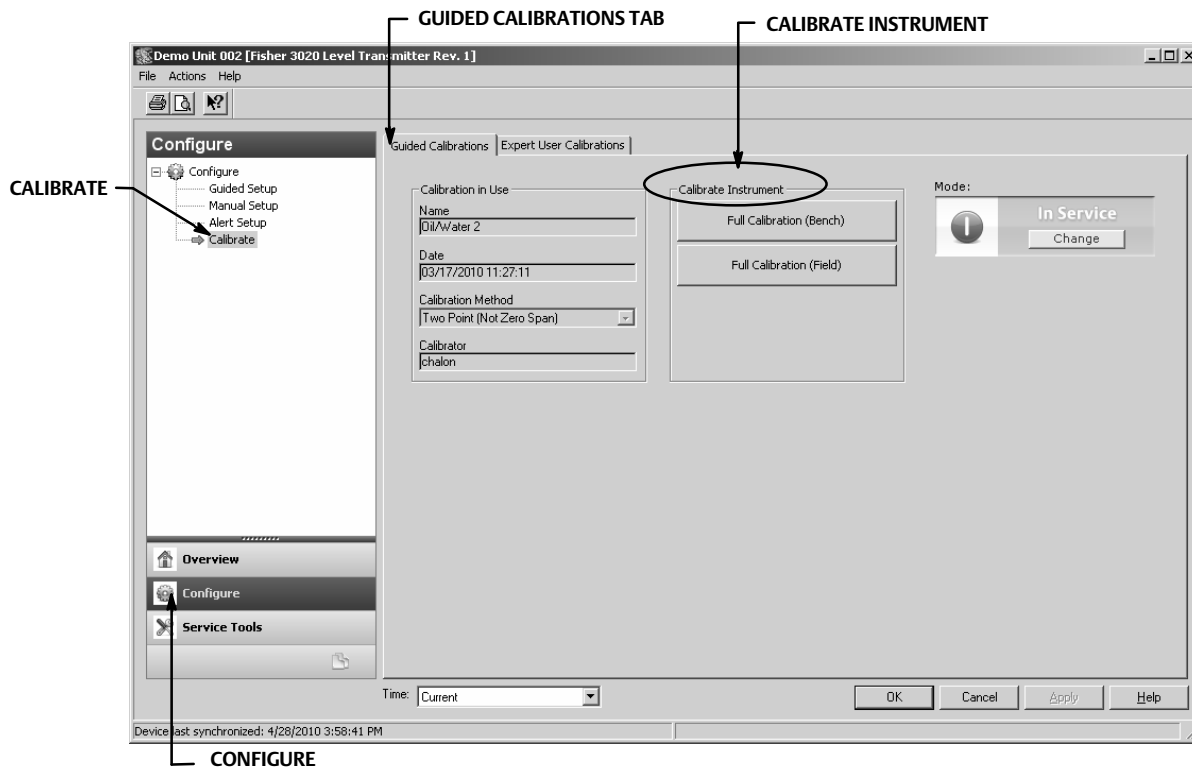 GUIDED CALIBRATIONS TAB
CALIBRATE INSTRUMENT
Demo Unit 002 [Fisher 3020 Level Transmitter Rev. 1]
File Actions Help
Configure
Configure
Guided Setup
Manual Setup
Alert Setup
Calibrate
CALIBRATE
Guided Calibrations
Expert User Calibrations
Calibration in Use
Name
Oil/Water 2
Date
03/17/2010 11:27:11
Calibration Method
Two Point (Not Zero Span)
Calibrator
chalon
Calibrate Instrument
Full Calibration (Bench)
Full Calibration (Field)
Mode:
In Service
Change
Overview
Configure
Service Tools
Time: Current
OK
Cancel
Apply
Help
Device last synchronized: 4/28/2010 3:58:41 PM
CONFIGURE